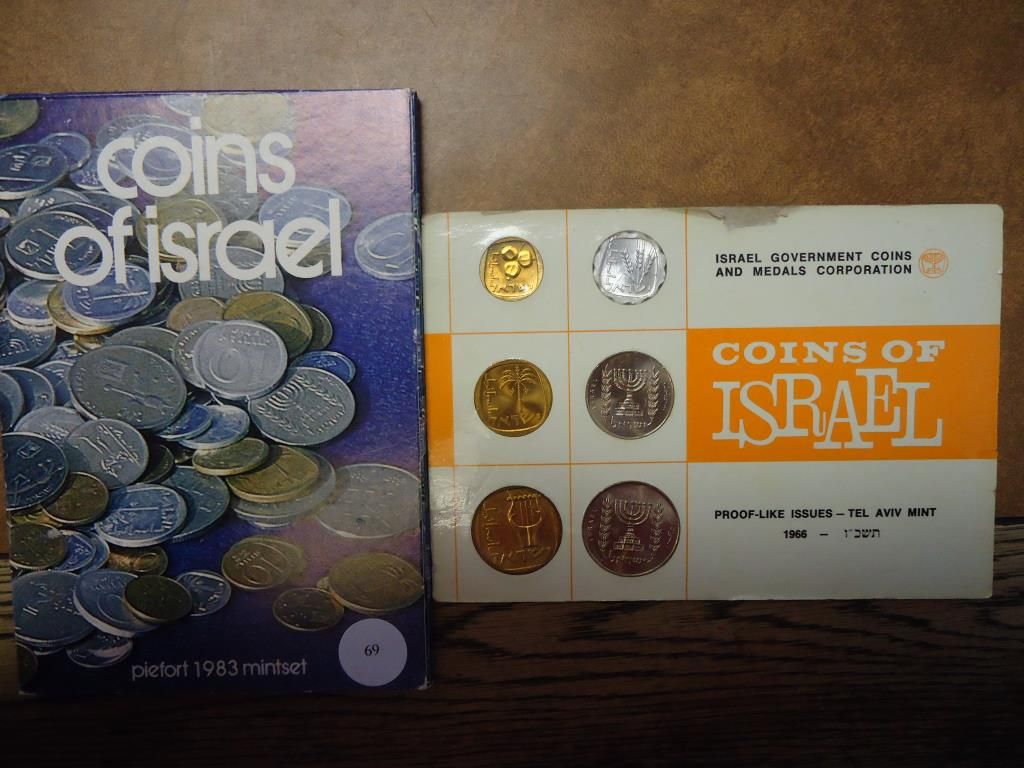 coins
of israel
piefort 1983 mintset
69
ISRAEL GOVERNMENT COINS
AND MEDALS CORPORATION
COINS OF
ISRAEL
PROOF-LIKE ISSUES — TEL AVIV MINT
1966 — תשכ"ו